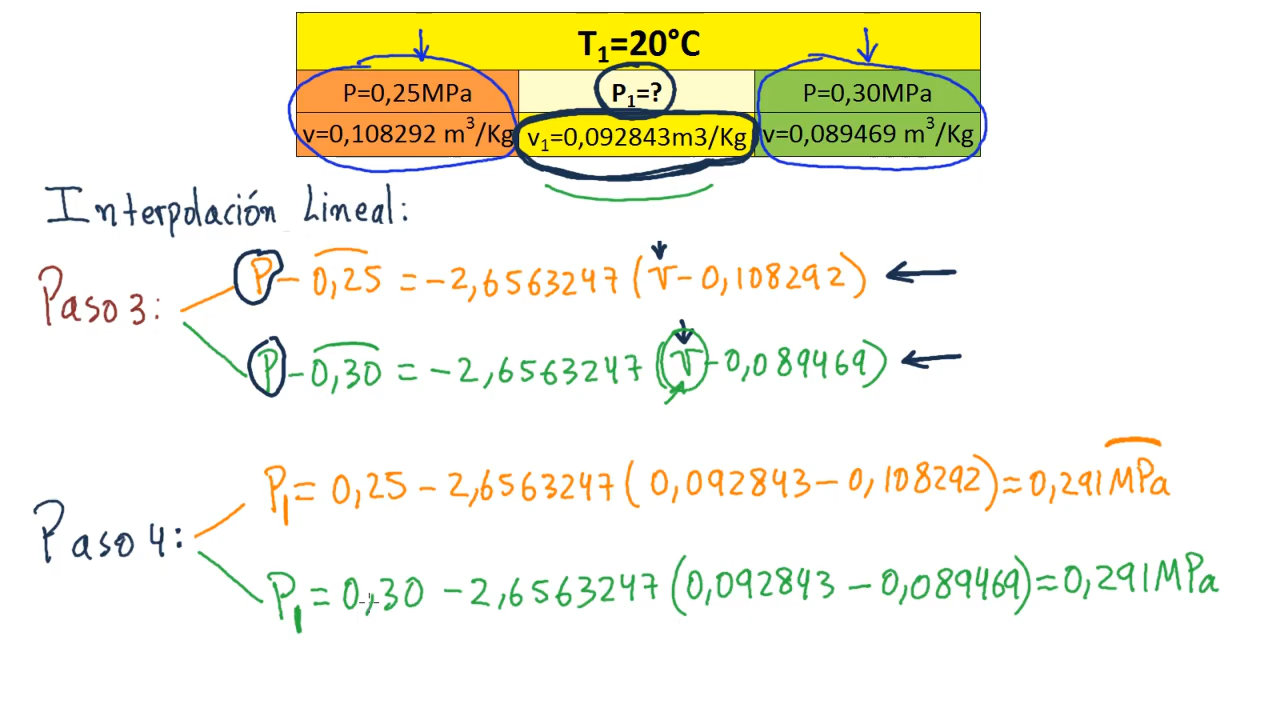 T₁=20°C
P=0,25MPa P₁=? P=0,30MPa
v=0,108292 m³/Kg v₁=0,092843m3/Kg v=0,089469 m³/Kg
Interpolación Lineal:
Paso 3:
P - 0,25 = -2,6563247 (v - 0,108292)
P - 0,30 = -2,6563247 (v - 0,089469)
Paso 4:
P₁ = 0,25 - 2,6563247 (0,092843 - 0,108292) ≈ 0,291 MPa
P₁ = 0,30 - 2,6563247 (0,092843 - 0,089469) ≈ 0,291 MPa